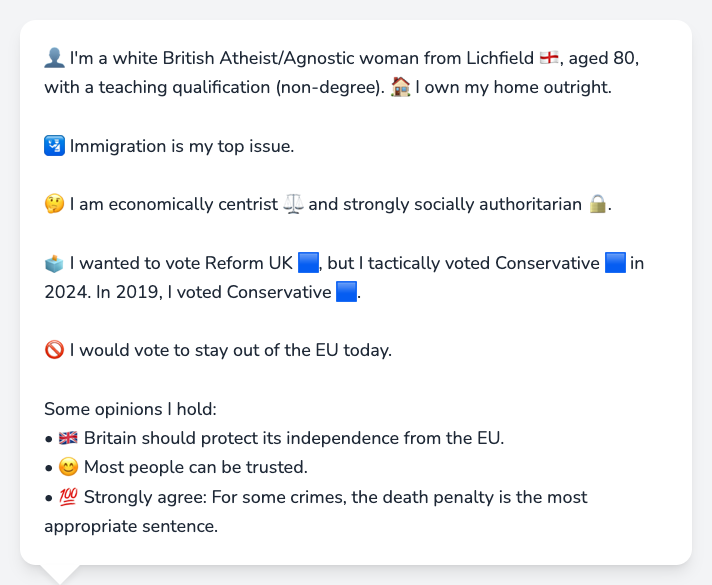 👤 I'm a white British Atheist/Agnostic woman from Lichfield 🏴󠁧󠁢󠁥󠁮󠁧󠁿, aged 80,
with a teaching qualification (non-degree). 🏠 I own my home outright.
🛂 Immigration is my top issue.
🤔 I am economically centrist ⚖️ and strongly socially authoritarian 🔒.
🗳️ I wanted to vote Reform UK 🟦, but I tactically voted Conservative 🟦 in
2024. In 2019, I voted Conservative 🟦.
🚫 I would vote to stay out of the EU today.
Some opinions I hold:
• 🇬🇧 Britain should protect its independence from the EU.
• 😊 Most people can be trusted.
• 💯 Strongly agree: For some crimes, the death penalty is the most
appropriate sentence.